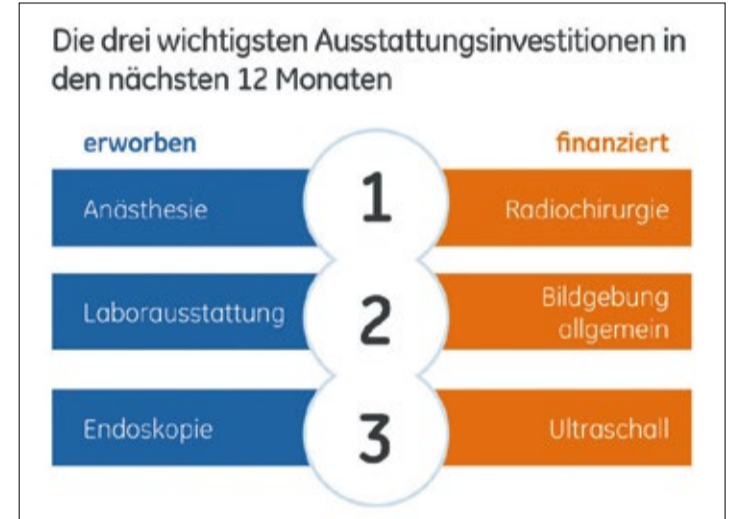 Die drei wichtigsten Ausstattungsinvestitionen in
den nächsten 12 Monaten
erworben
finanziert
Anästhesie
1
Radiochirurgie
Laborausstattung
2
Bildgebung
allgemein
Endoskopie
3
Ultraschall